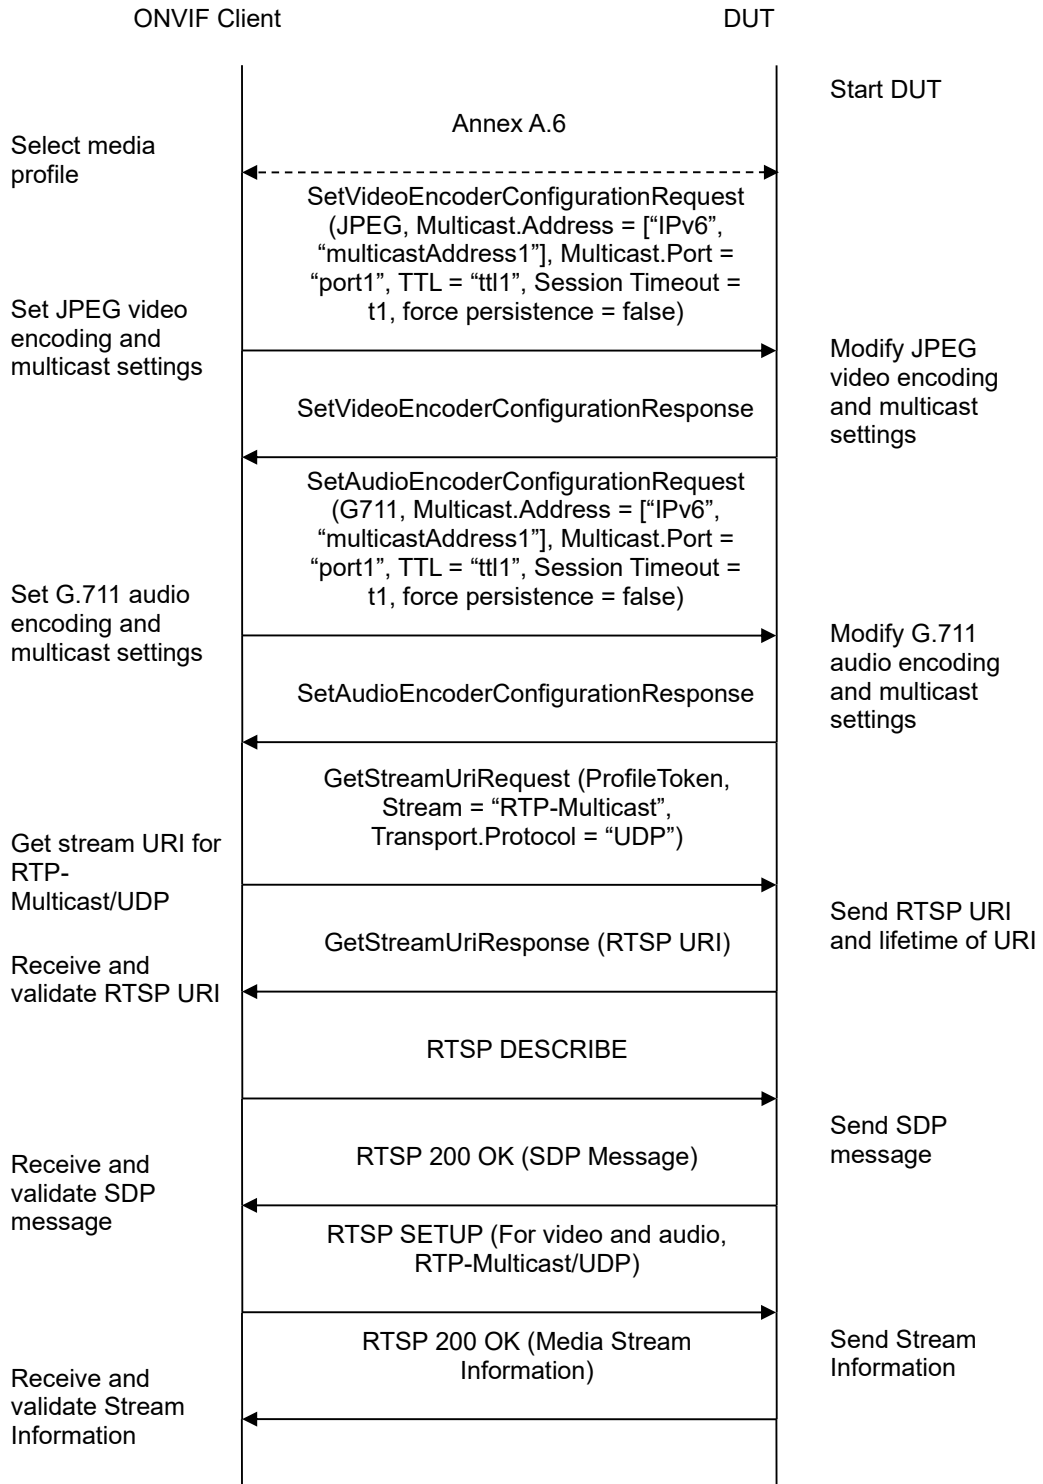 ONVIF Client
DUT
Start DUT
Annex A.6
Select media
profile
SetVideoEncoderConfigurationRequest
(JPEG, Multicast.Address = [“IPv6”,
“multicastAddress1”], Multicast.Port =
“port1”, TTL = “ttl1”, Session Timeout =
t1, force persistence = false)
Set JPEG video
encoding and
multicast settings
Modify JPEG
video encoding
and multicast
settings
SetVideoEncoderConfigurationResponse
SetAudioEncoderConfigurationRequest
(G711, Multicast.Address = [“IPv6”,
“multicastAddress1”], Multicast.Port =
“port1”, TTL = “ttl1”, Session Timeout =
t1, force persistence = false)
Set G.711 audio
encoding and
multicast settings
Modify G.711
audio encoding
and multicast
settings
SetAudioEncoderConfigurationResponse
GetStreamUriRequest (ProfileToken,
Stream = “RTP-Multicast”,
Transport.Protocol = “UDP”)
Get stream URI for
RTP-
Multicast/UDP
Send RTSP URI
and lifetime of URI
GetStreamUriResponse (RTSP URI)
Receive and
validate RTSP URI
RTSP DESCRIBE
Send SDP
message
RTSP 200 OK (SDP Message)
Receive and
validate SDP
message
RTSP SETUP (For video and audio,
RTP-Multicast/UDP)
Send Stream
Information
RTSP 200 OK (Media Stream
Information)
Receive and
validate Stream
Information